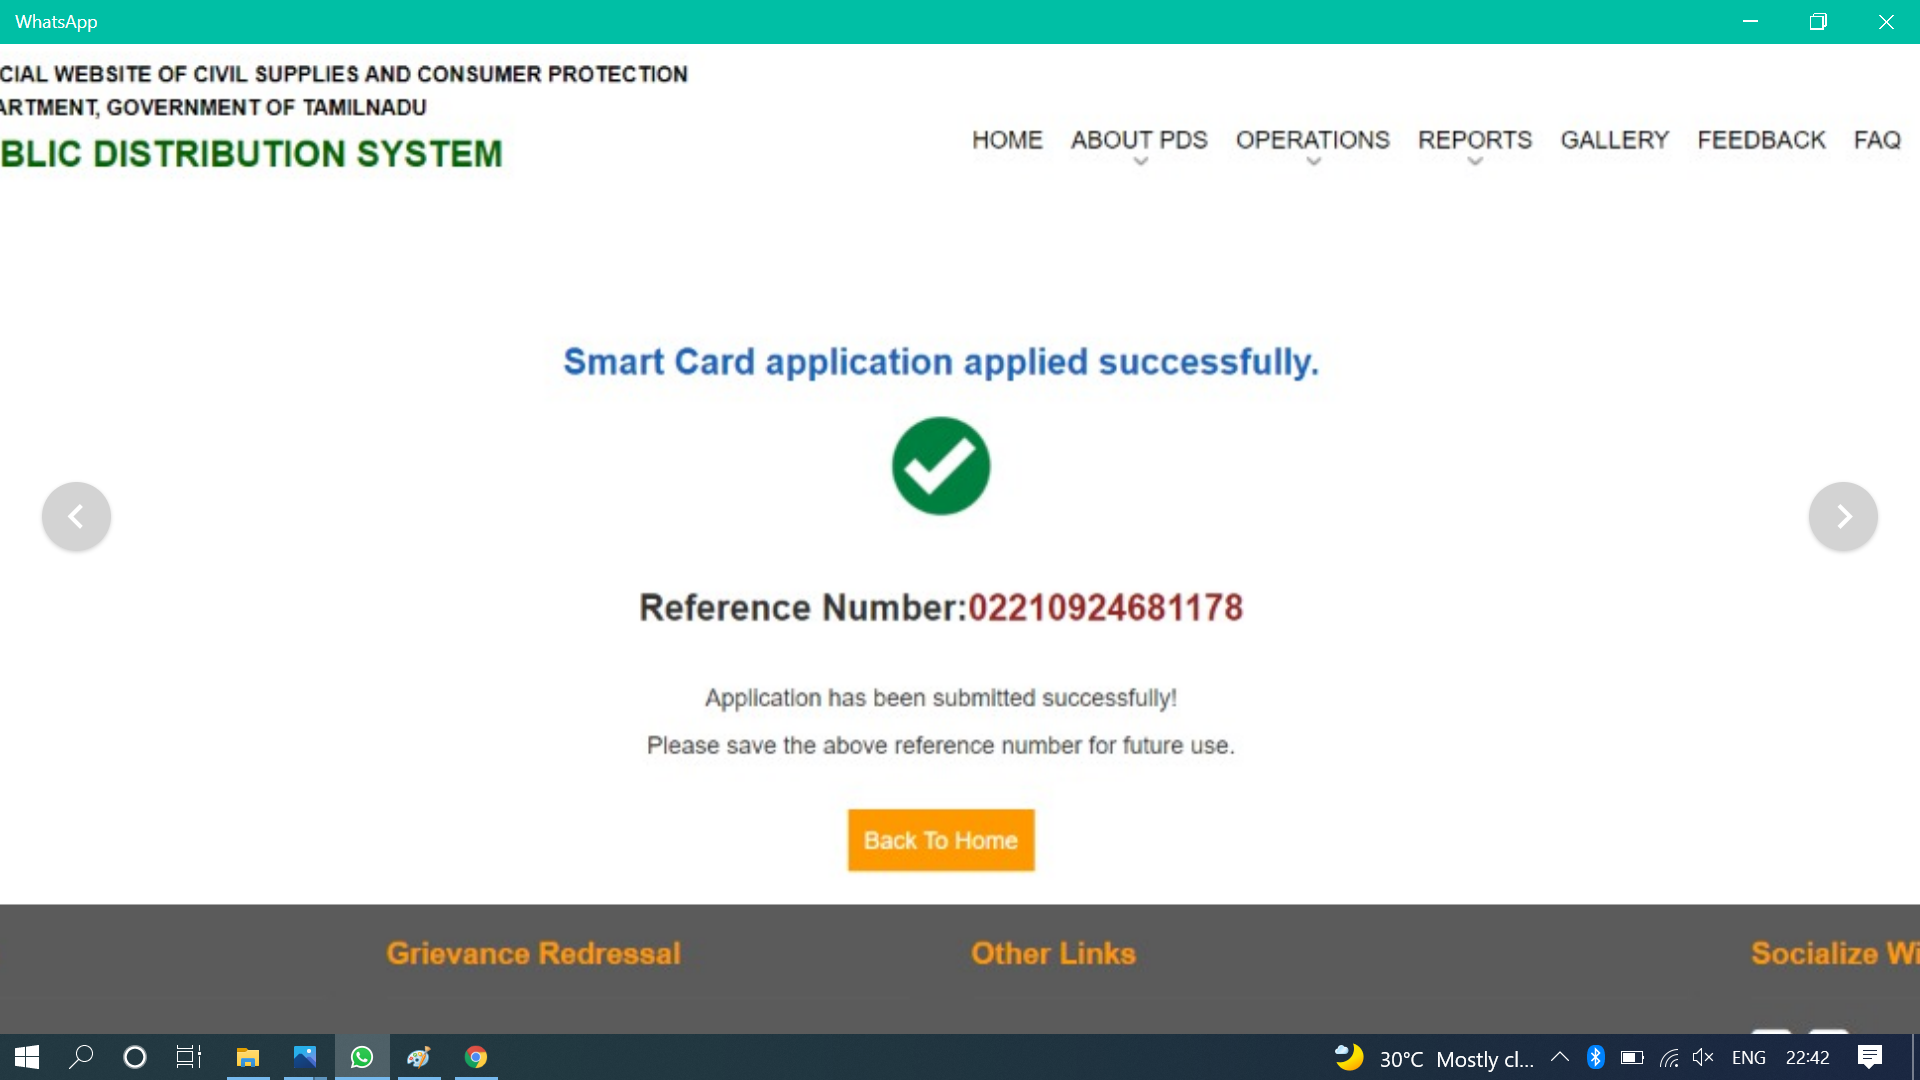 WhatsApp
CIAL WEBSITE OF CIVIL SUPPLIES AND CONSUMER PROTECTION
ARTMENT, GOVERNMENT OF TAMILNADU
BLIC DISTRIBUTION SYSTEM
HOME ABOUT PDS OPERATIONS REPORTS GALLERY FEEDBACK FAQ
Smart Card application applied successfully.
Reference Number:02210924681178
Application has been submitted successfully!
Please save the above reference number for future use.
Back To Home
Grievance Redressal Other Links Socialize Wi
30°C Mostly cl... ENG 22:42